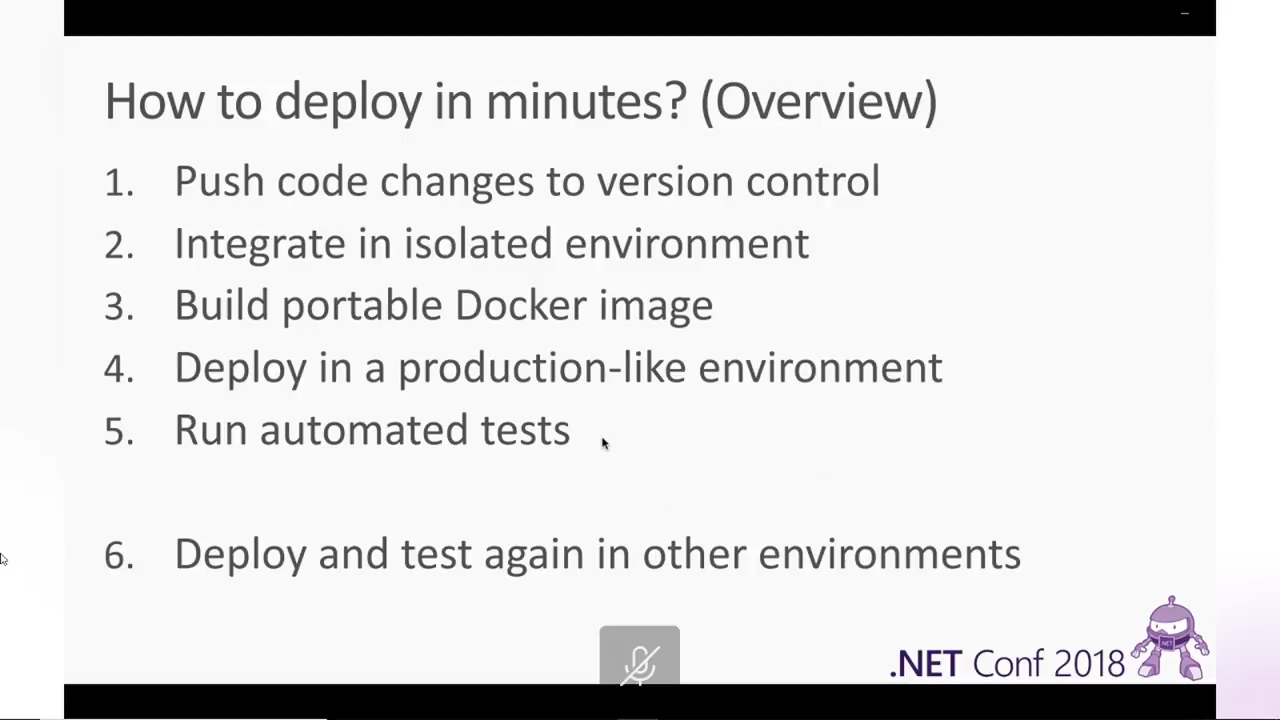 How to deploy in minutes? (Overview)
1. Push code changes to version control
2. Integrate in isolated environment
3. Build portable Docker image
4. Deploy in a production-like environment
5. Run automated tests
6. Deploy and test again in other environments
.NET Conf 2018